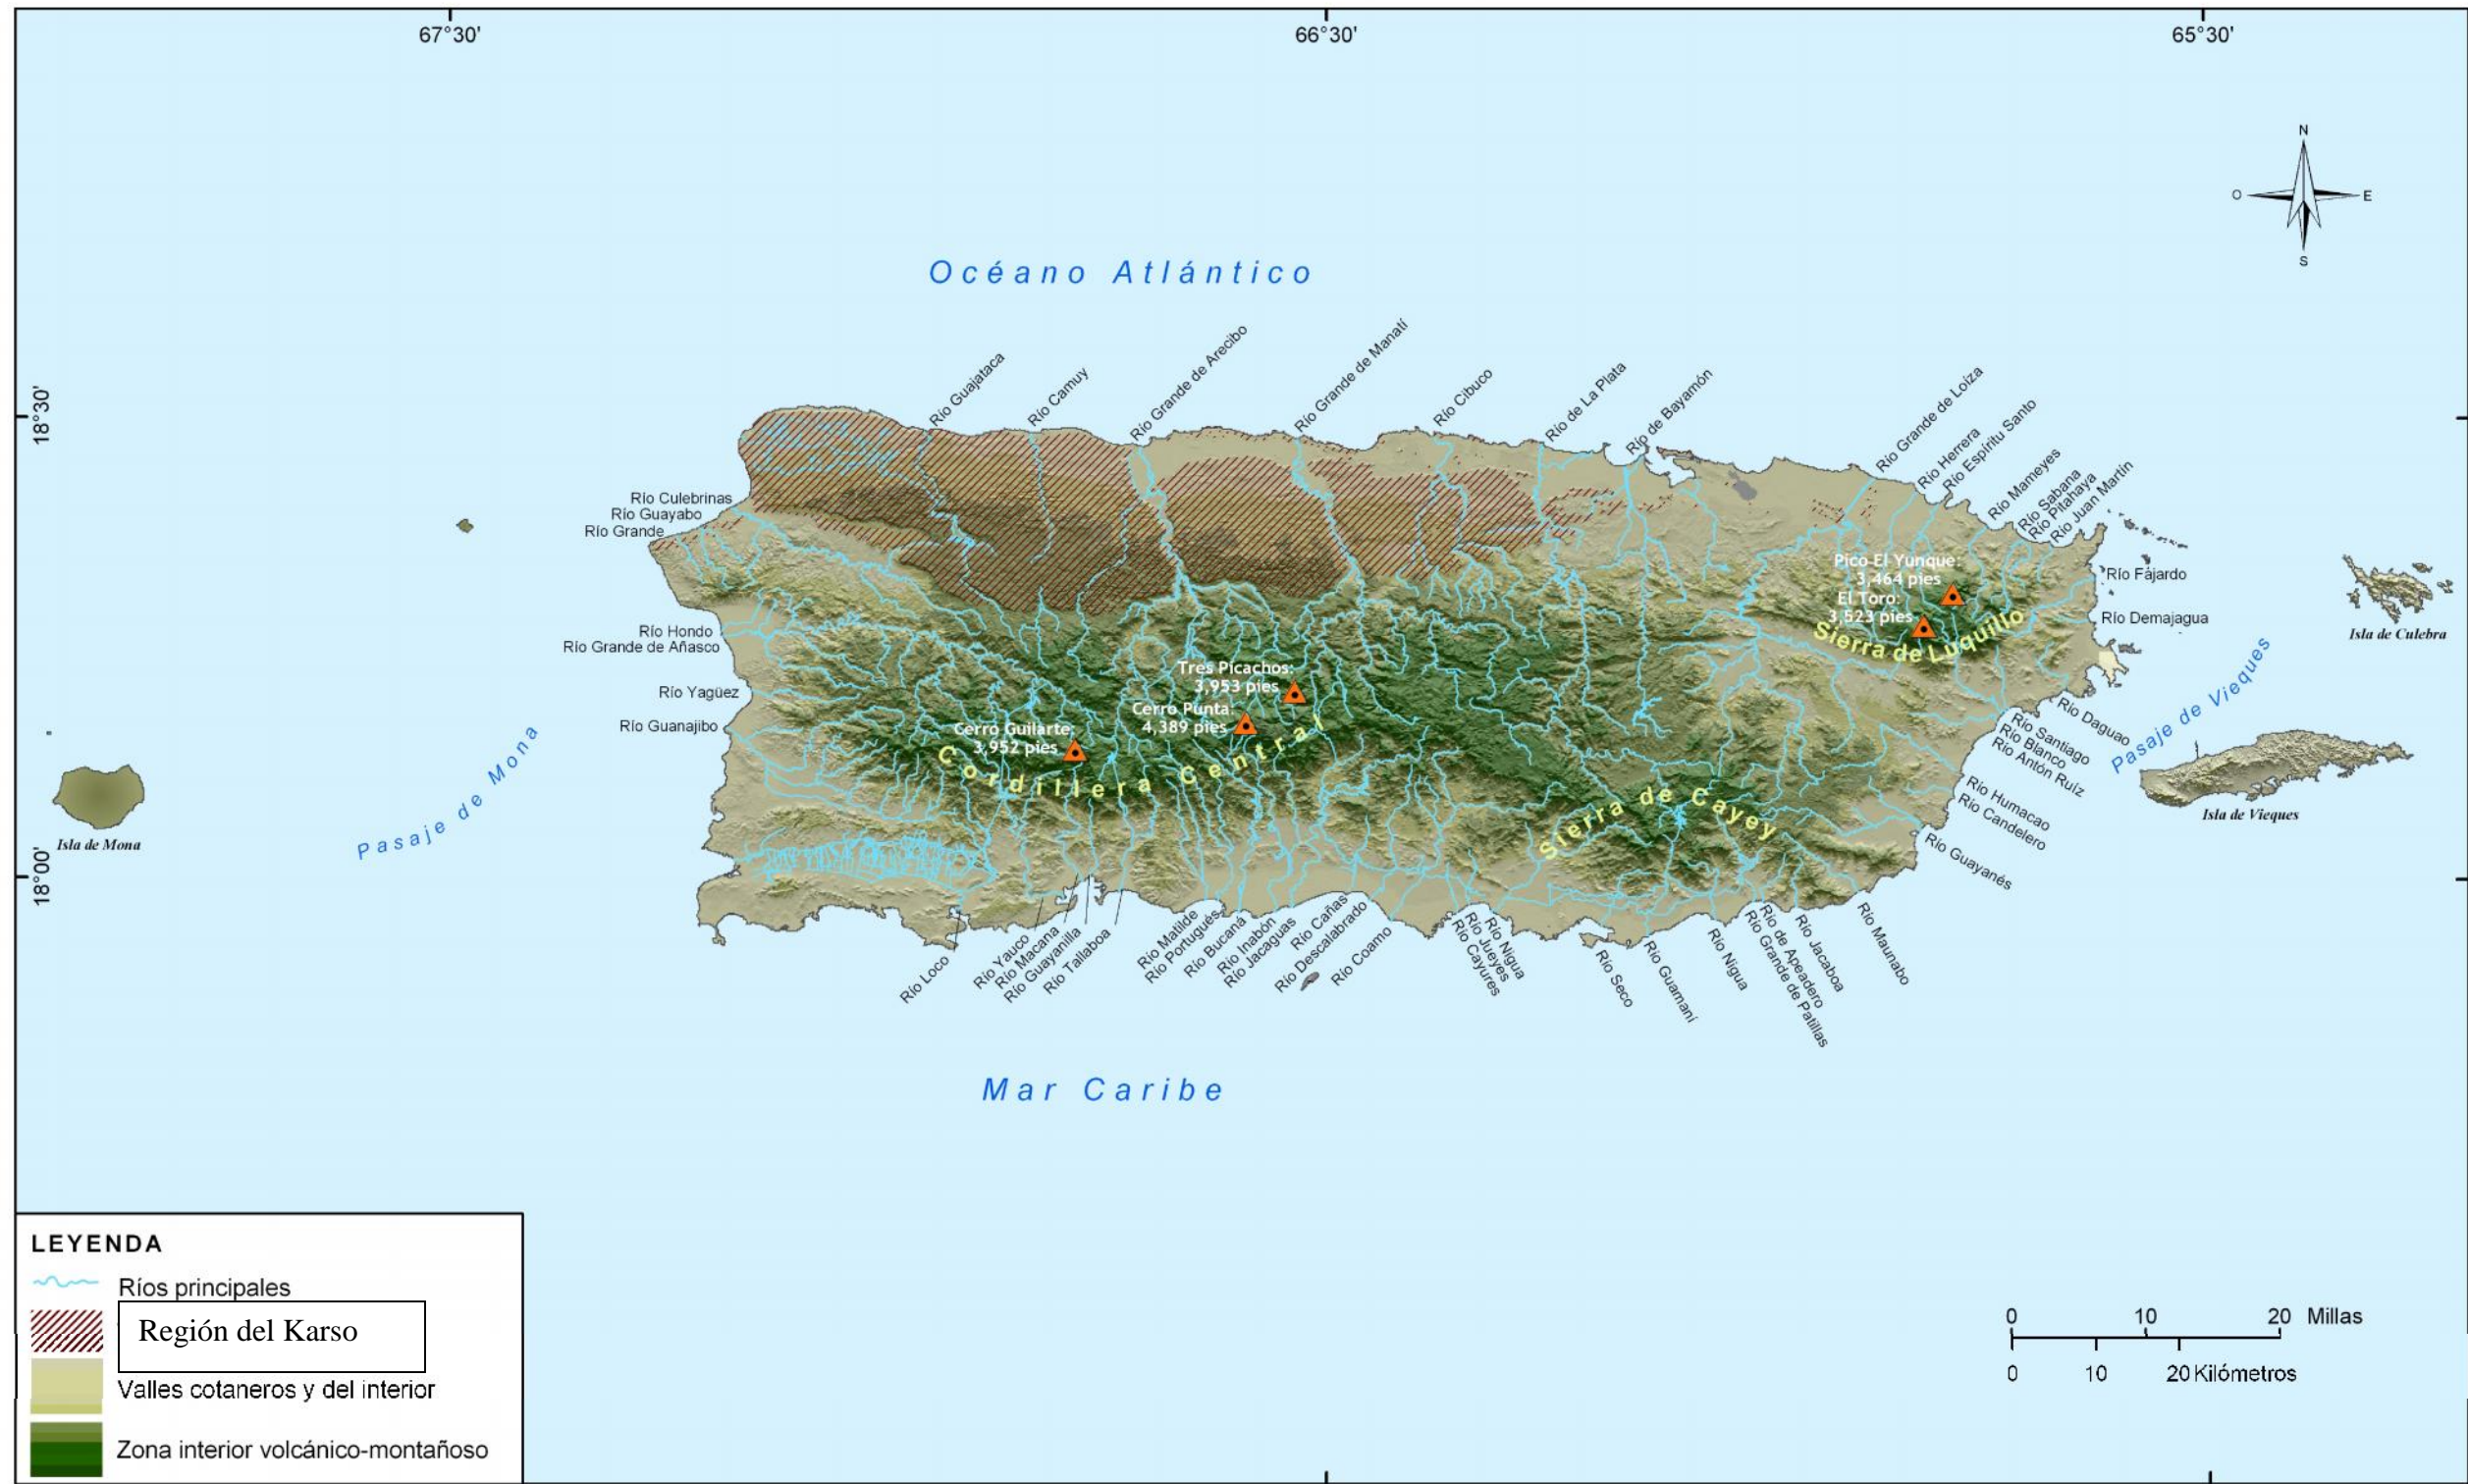 67°30'
66°30'
65°30'
N
O
E
S
Océano Atlántico
18°30'
18°00'
Río Guajataca
Río Camuy
Río Grande de Arecibo
Río Grande de Manatí
Río Cibuco
Río de La Plata
Río de Bayamón
Río Grande de Loíza
Río Herrera
Río Espíritu Santo
Río Mameyes
Río Sabana
Río Pitahaya
Río Juan Martín
Río Culebrinas
Río Guayabo
Río Grande
Río Fajardo
Río Demajagua
Pico El Yunque:
3,464 pies
El Toro:
3,523 pies
Sierra de Luquillo
Isla de Culebra
Río Hondo
Río Grande de Añasco
Río Yagüez
Río Guanajibo
Tres Picachos:
3,953 pies
Cerro Punta:
4,389 pies
Cerro Guilarte:
3,952 pies
Cordillera Central
Sierra de Cayey
Río Daguao
Río Santiago
Río Blanco
Río Antón Ruíz
Pasaje de Vieques
Isla de Vieques
Río Humacao
Río Candelero
Río Guayanés
Pasaje de Mona
Isla de Mona
Río Loco
Río Yauco
Río Macana
Río Guayanilla
Río Tallaboa
Río Matilde
Río Portugués
Río Bucaná
Río Inabón
Río Jacaguas
Río Cañas
Río Descalabrado
Río Coamo
Río Cayures
Río Jueyes
Río Nigua
Río Seco
Río Guamaní
Río Nigua
Río Grande de Patillas
Río de Apeadero
Río Jacaboa
Río Maunabo
Mar Caribe
LEYENDA
Ríos principales
Región del Karso
Valles cotaneros y del interior
Zona interior volcánico-montañoso
0 10 20 Millas
0 10 20 Kilómetros